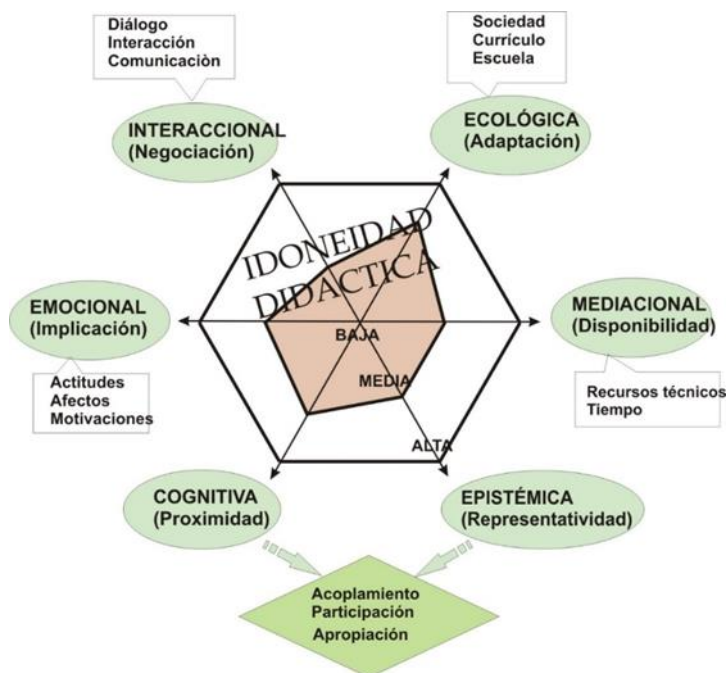 Diálogo
Interacción
Comunicaciòn
Sociedad
Currículo
Escuela
INTERACCIONAL
(Negociación)
ECOLÓGICA
(Adaptación)
IDONEIDAD
DIDACTICA
EMOCIONAL
(Implicación)
MEDIACIONAL
(Disponibilidad)
BAJA
MEDIA
ALTA
Actitudes
Afectos
Motivaciones
Recursos técnicos
Tiempo
COGNITIVA
(Proximidad)
EPISTÉMICA
(Representatividad)
Acoplamiento
Participación
Apropiación